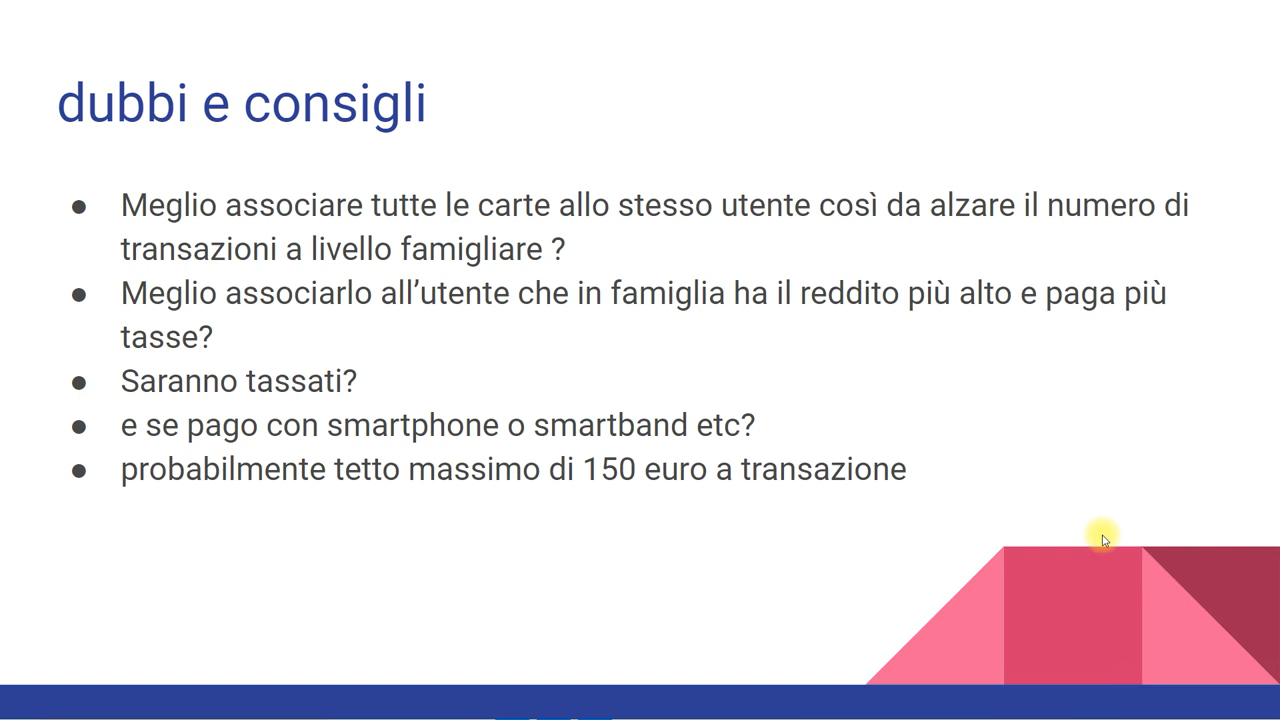 dubbi e consigli
● Meglio associare tutte le carte allo stesso utente così da alzare il numero di
transazioni a livello famigliare ?
● Meglio associarlo all’utente che in famiglia ha il reddito più alto e paga più
tasse?
● Saranno tassati?
● e se pago con smartphone o smartband etc?
● probabilmente tetto massimo di 150 euro a transazione